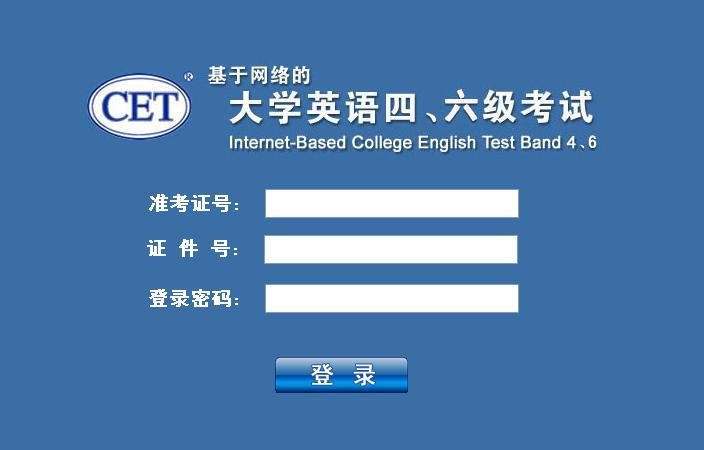 CET ® 基于网络的
大学英语四、六级考试
Internet-Based College English Test Band 4、6
准考证号:
证 件 号:
登录密码:
登 录